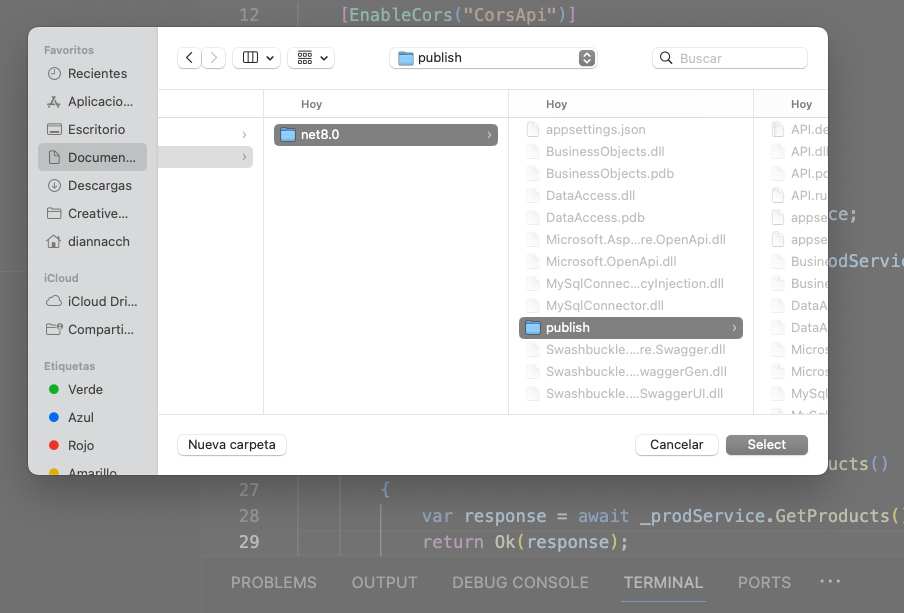 12 [EnableCors("CorsApi")]
Favoritos
Recientes
Aplicacio...
Escritorio
Documen...
Descargas
Creative...
diannacch
iCloud
iCloud Dri...
Comparti...
Etiquetas
Verde
Azul
Rojo
Amarillo
publish
Buscar
Hoy
net8.0
Hoy
appsettings.json
BusinessObjects.dll
BusinessObjects.pdb
DataAccess.dll
DataAccess.pdb
Microsoft.Asp...re.OpenApi.dll
Microsoft.OpenApi.dll
MySqlConnec...cyInjection.dll
MySqlConnector.dll
publish
Swashbuckle....re.Swagger.dll
Swashbuckle....waggerGen.dll
Swashbuckle....SwaggerUI.dll
Hoy
API.de
API.dll
API.pd
API.ru
appse
appse
Busine
Busine
DataA
DataA
Micros
Micros
MySql
MySql
ce;
odService
Nueva carpeta
Cancelar
Select
ucts()
27 {
28 var response = await _prodService.GetProducts()
29 return Ok(response);
PROBLEMS OUTPUT DEBUG CONSOLE TERMINAL PORTS ...